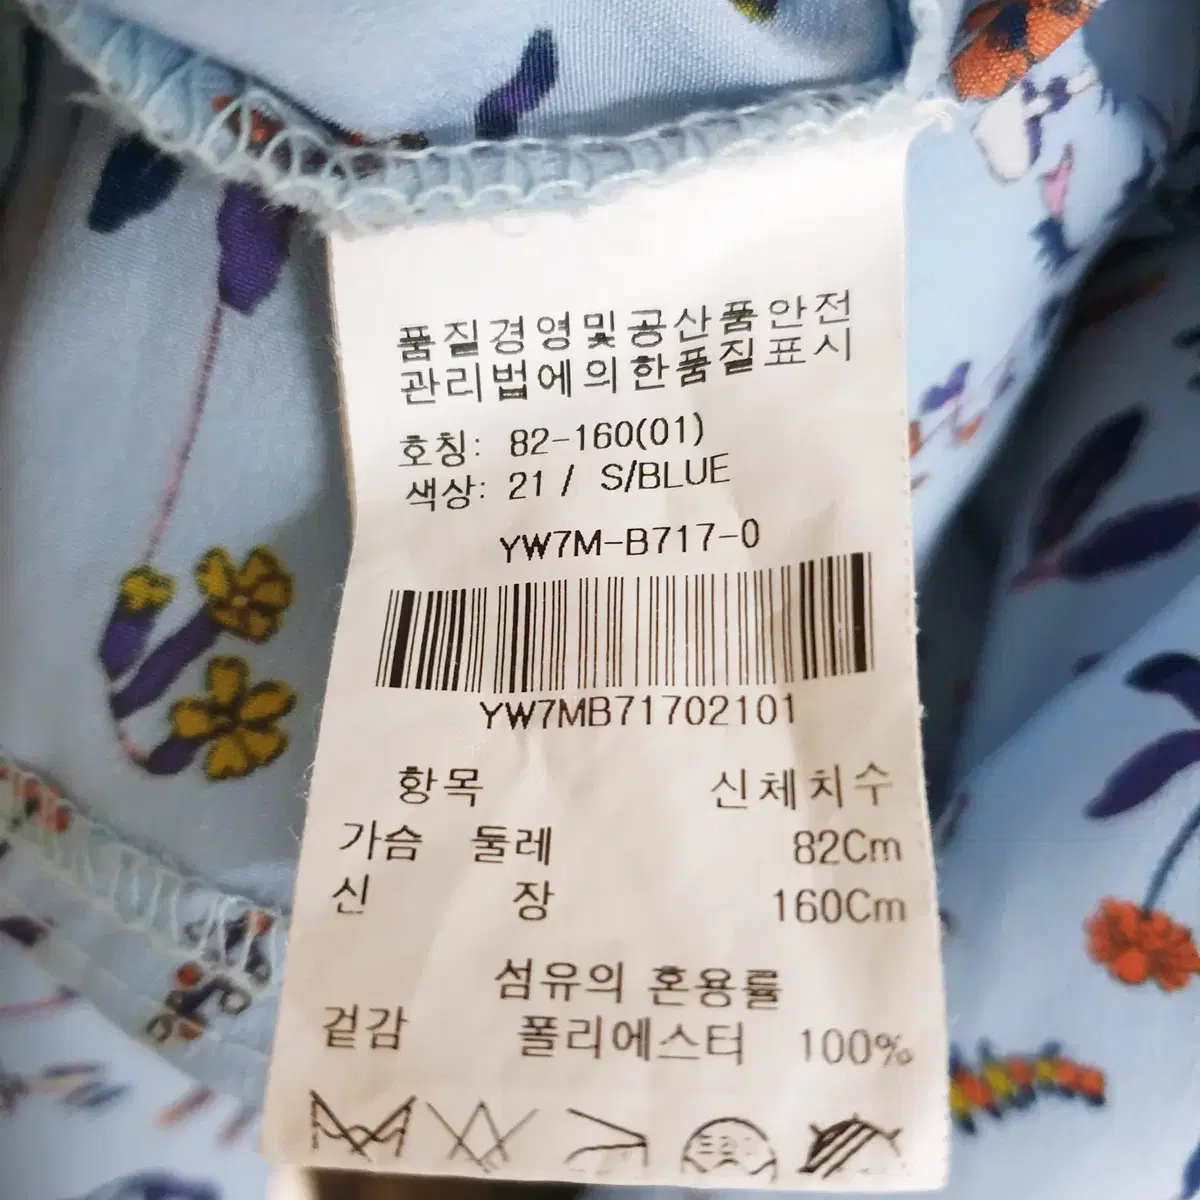 품질경영및공산품안전
관리법에의한품질표시
호칭: 82-160(01)
색상: 21 / S/BLUE
YW7M-B717-0
YW7MB71702101
항목 신체치수
가슴 둘레 82Cm
신 장 160Cm
섬유의 혼용률
겉감 폴리에스터 100%